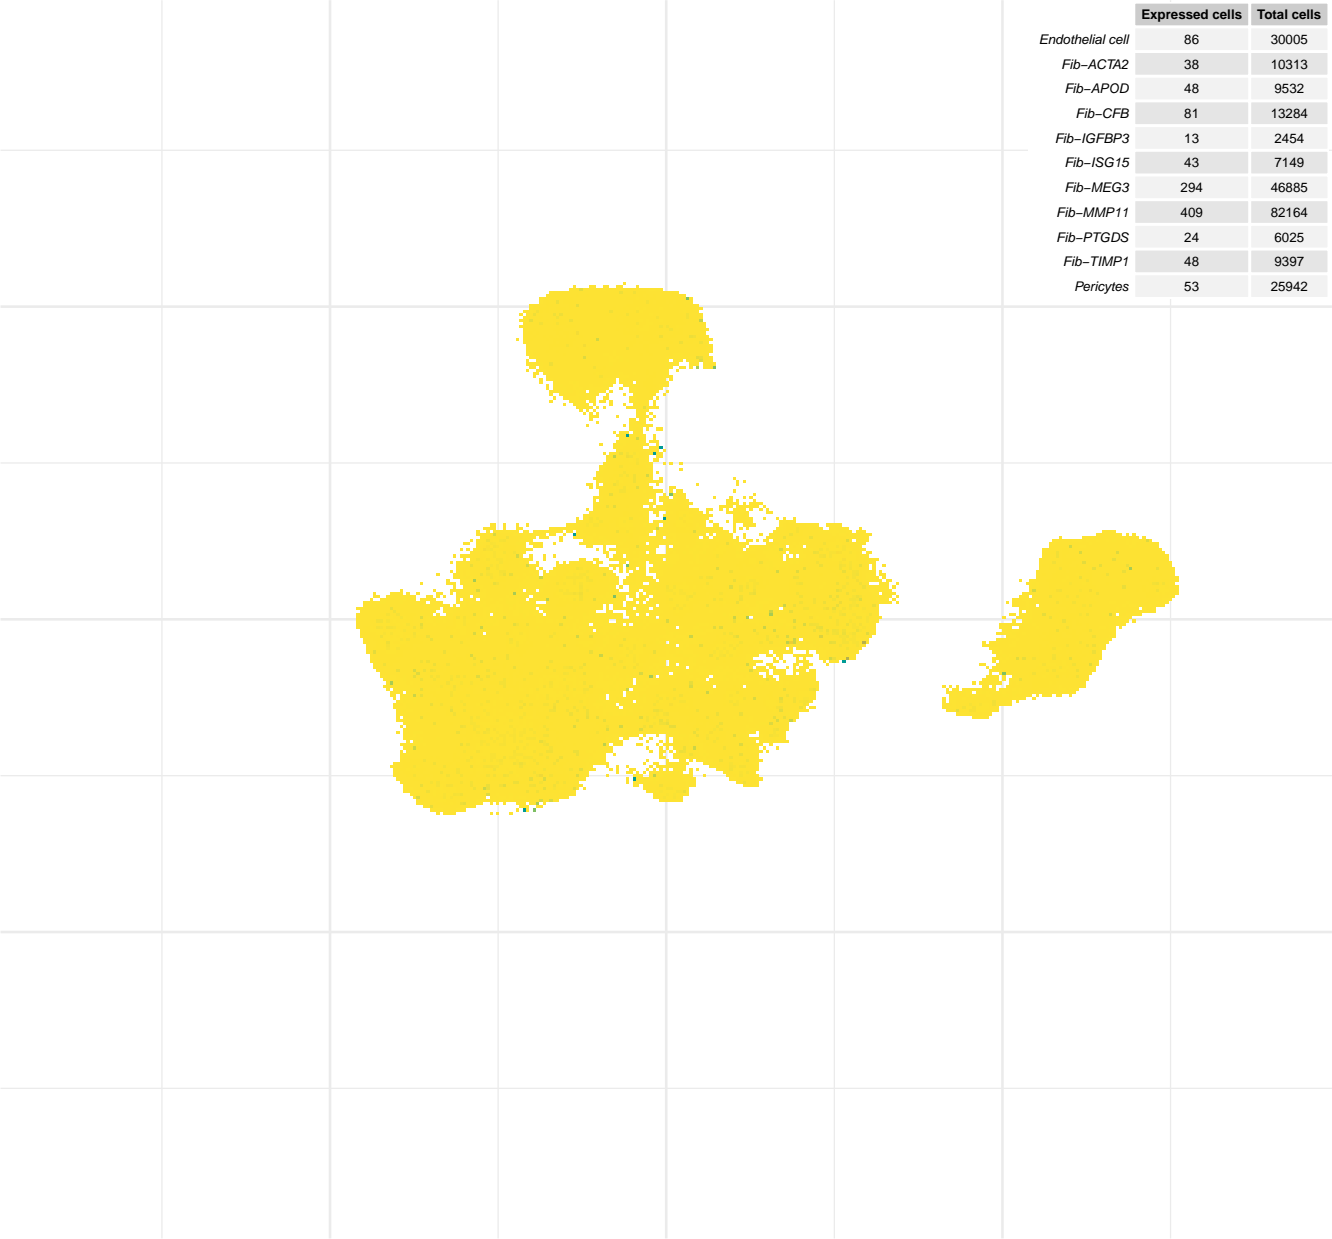 Expressed cells Total cells
Endothelial cell 86 30005
Fib−ACTA2 38 10313
Fib−APOD 48 9532
Fib−CFB 81 13284
Fib−IGFBP3 13 2454
Fib−ISG15 43 7149
Fib−MEG3 294 46885
Fib−MMP11 409 82164
Fib−PTGDS 24 6025
Fib−TIMP1 48 9397
Pericytes 53 25942